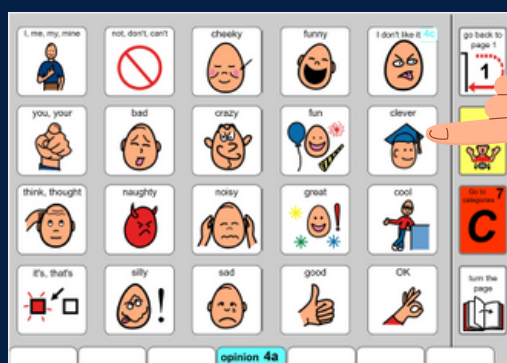 I, me, my, mine
not, don't, can't
cheeky
funny
I don't like it 4c
go back to
page 1
1
you, your
bad
crazy
fun
clever
think, thought
naughty
noisy
great
cool
Go to 7
categories
C
it's, that's
silly
sad
good
OK
turn the
page
opinion 4a